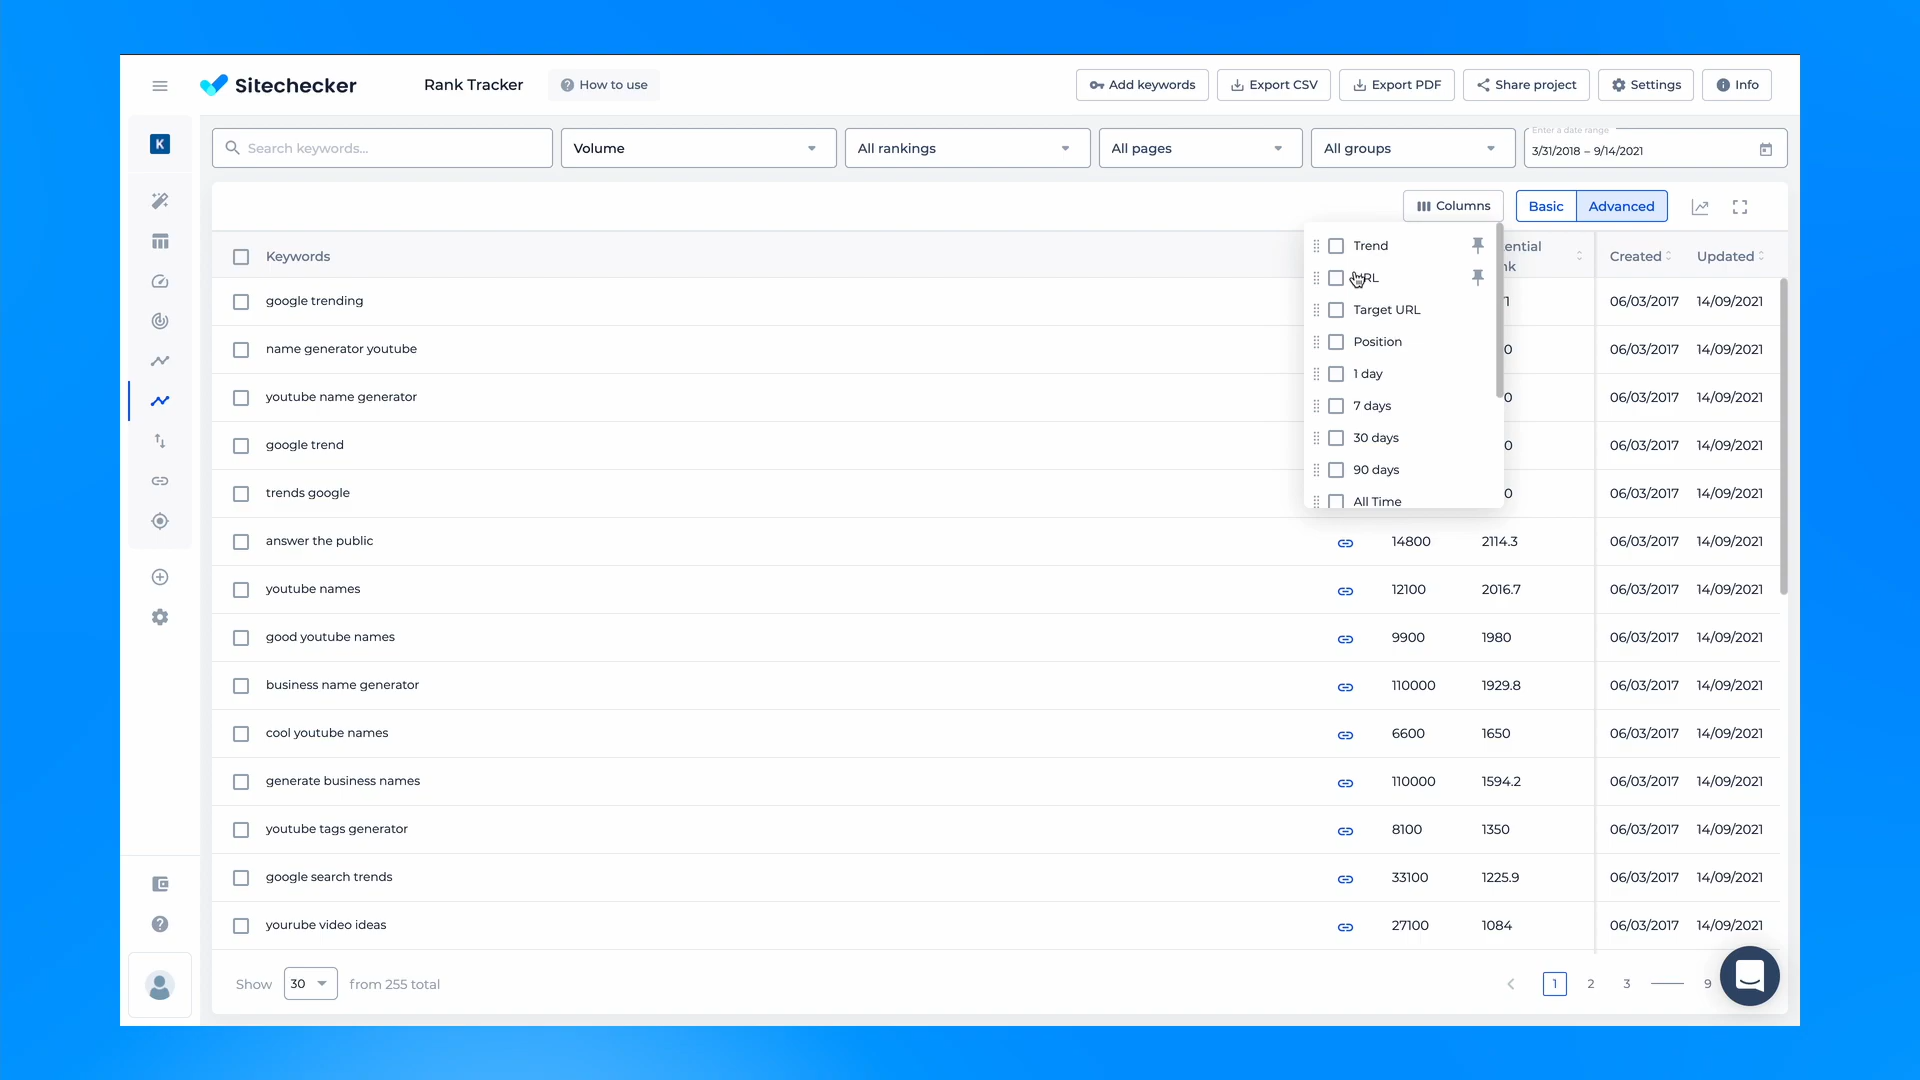 Sitechecker
Rank Tracker
How to use
Add keywords
Export CSV
Export PDF
Share project
Settings
Info
K
Search keywords...
Volume
All rankings
All pages
All groups
Enter a date range
3/31/2018 – 9/14/2021
Columns
Basic
Advanced
Keywords
Created
Updated
Trend
Target URL
Position
1 day
7 days
30 days
90 days
All Time
google trending 06/03/2017 14/09/2021
name generator youtube 06/03/2017 14/09/2021
youtube name generator 06/03/2017 14/09/2021
google trend 06/03/2017 14/09/2021
trends google 06/03/2017 14/09/2021
answer the public 14800 2114.3 06/03/2017 14/09/2021
youtube names 12100 2016.7 06/03/2017 14/09/2021
good youtube names 9900 1980 06/03/2017 14/09/2021
business name generator 110000 1929.8 06/03/2017 14/09/2021
cool youtube names 6600 1650 06/03/2017 14/09/2021
generate business names 110000 1594.2 06/03/2017 14/09/2021
youtube tags generator 8100 1350 06/03/2017 14/09/2021
google search trends 33100 1225.9 06/03/2017 14/09/2021
yourube video ideas 27100 1084 06/03/2017 14/09/2021
Show 30 from 255 total
1 2 3 9